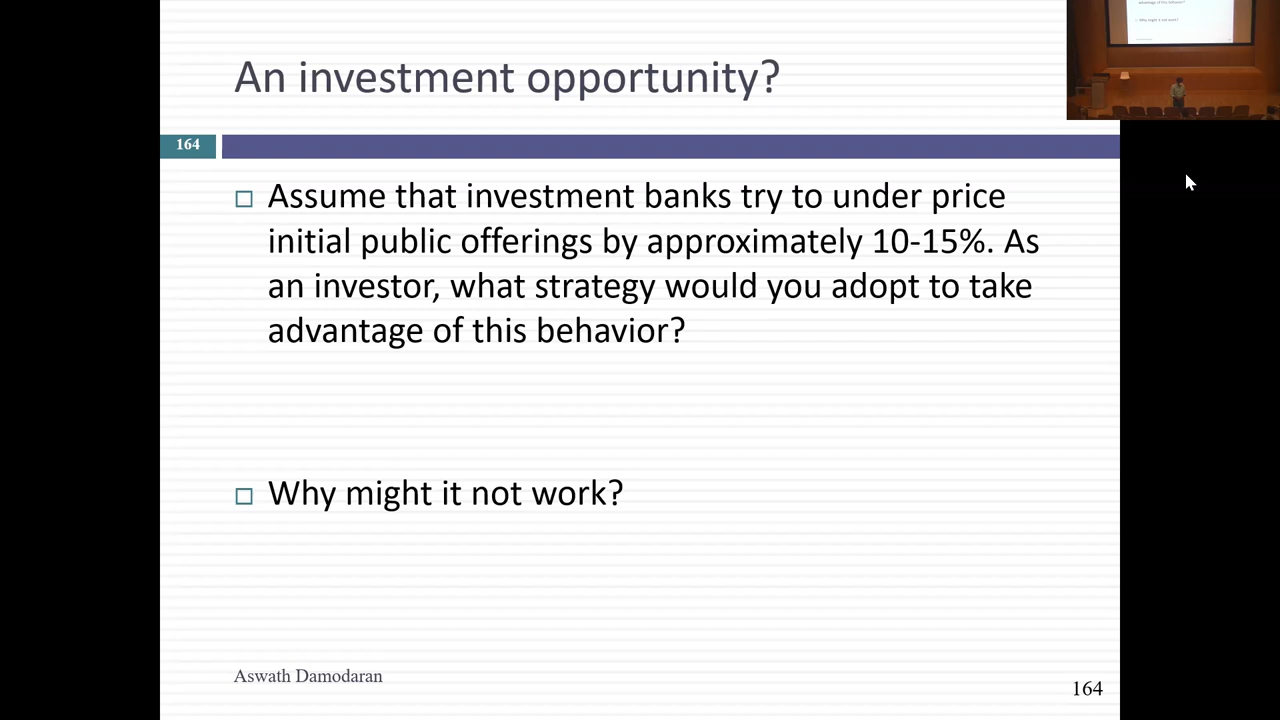 An investment opportunity?
164
□ Assume that investment banks try to under price
initial public offerings by approximately 10-15%. As
an investor, what strategy would you adopt to take
advantage of this behavior?
□ Why might it not work?
Aswath Damodaran
164